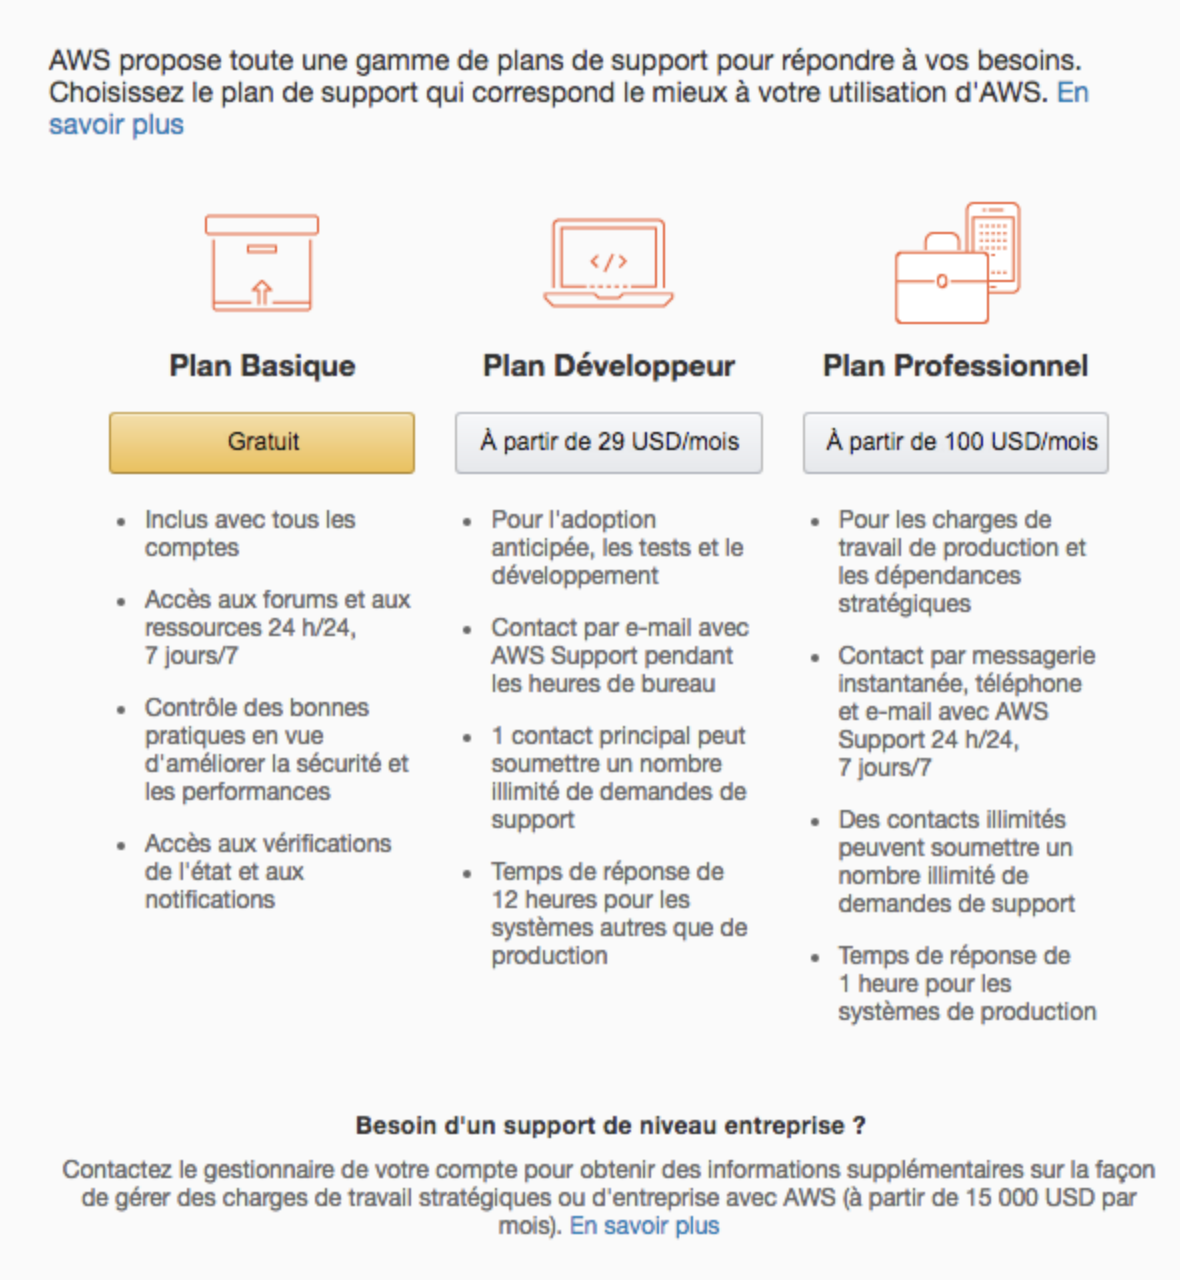 AWS propose toute une gamme de plans de support pour répondre à vos besoins.
Choisissez le plan de support qui correspond le mieux à votre utilisation d'AWS. En
savoir plus
</>
Plan Basique
Gratuit
• Inclus avec tous les
comptes
• Accès aux forums et aux
ressources 24 h/24,
7 jours/7
• Contrôle des bonnes
pratiques en vue
d'améliorer la sécurité et
les performances
• Accès aux vérifications
de l'état et aux
notifications
Plan Développeur
À partir de 29 USD/mois
• Pour l'adoption
anticipée, les tests et le
développement
• Contact par e-mail avec
AWS Support pendant
les heures de bureau
• 1 contact principal peut
soumettre un nombre
illimité de demandes de
support
• Temps de réponse de
12 heures pour les
systèmes autres que de
production
Plan Professionnel
À partir de 100 USD/mois
• Pour les charges de
travail de production et
les dépendances
stratégiques
• Contact par messagerie
instantanée, téléphone
et e-mail avec AWS
Support 24 h/24,
7 jours/7
• Des contacts illimités
peuvent soumettre un
nombre illimité de
demandes de support
• Temps de réponse de
1 heure pour les
systèmes de production
Besoin d'un support de niveau entreprise ?
Contactez le gestionnaire de votre compte pour obtenir des informations supplémentaires sur la façon
de gérer des charges de travail stratégiques ou d'entreprise avec AWS (à partir de 15 000 USD par
mois). En savoir plus